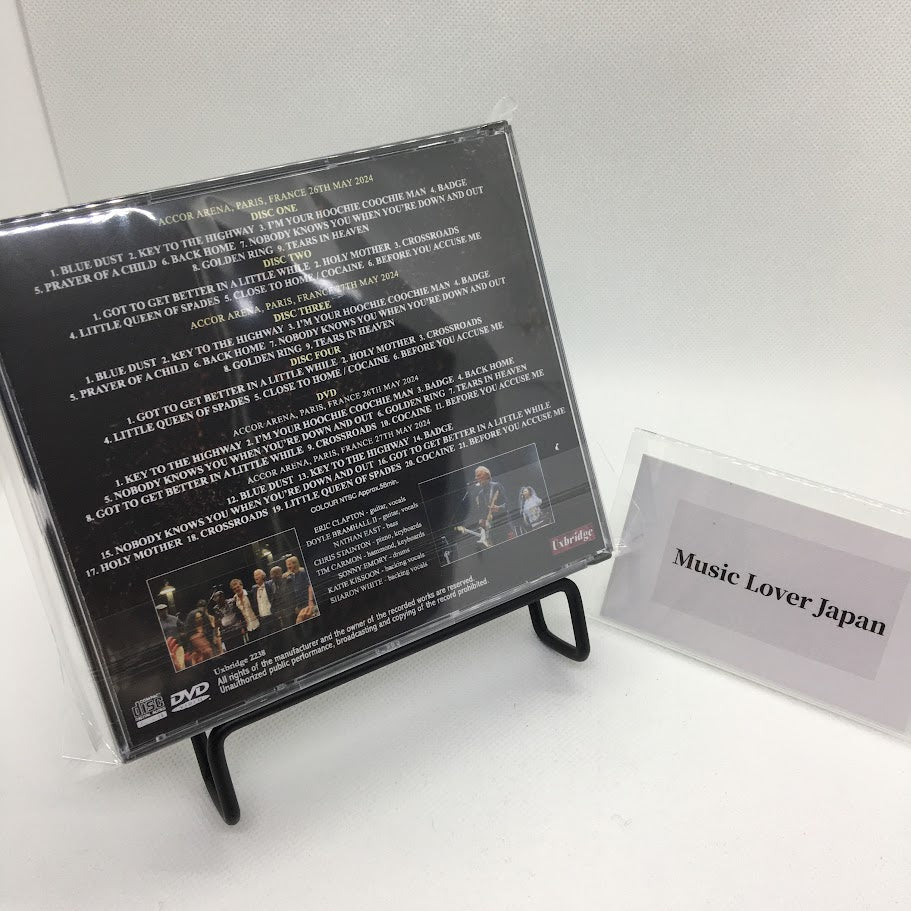 ACCOR ARENA, PARIS, FRANCE 26TH MAY 2024
DISC ONE
1. BLUE DUST 2. KEY TO THE HIGHWAY 3. I'M YOUR HOOCHIE COOCHIE MAN 4. BADGE
5. PRAYER OF A CHILD 6. BACK HOME 7. NOBODY KNOWS YOU WHEN YOU'RE DOWN AND OUT
8. GOLDEN RING 9. TEARS IN HEAVEN
DISC TWO
1. GOT TO GET BETTER IN A LITTLE WHILE 2. HOLY MOTHER 3. CROSSROADS
4. LITTLE QUEEN OF SPADES 5. CLOSE TO HOME / COCAINE 6. BEFORE YOU ACCUSE ME
ACCOR ARENA, PARIS, FRANCE 27TH MAY 2024
DISC THREE
1. BLUE DUST 2. KEY TO THE HIGHWAY 3. I'M YOUR HOOCHIE COOCHIE MAN 4. BADGE
5. PRAYER OF A CHILD 6. BACK HOME 7. NOBODY KNOWS YOU WHEN YOU'RE DOWN AND OUT
8. GOLDEN RING 9. TEARS IN HEAVEN
DISC FOUR
1. GOT TO GET BETTER IN A LITTLE WHILE 2. HOLY MOTHER 3. CROSSROADS
4. LITTLE QUEEN OF SPADES 5. CLOSE TO HOME / COCAINE 6. BEFORE YOU ACCUSE ME
DVD
ACCOR ARENA, PARIS, FRANCE 26TH MAY 2024
1. KEY TO THE HIGHWAY 2. I'M YOUR HOOCHIE COOCHIE MAN 3. BADGE 4. BACK HOME
5. NOBODY KNOWS YOU WHEN YOU'RE DOWN AND OUT 6. GOLDEN RING 7. TEARS IN HEAVEN
8. GOT TO GET BETTER IN A LITTLE WHILE 9. CROSSROADS 10. COCAINE 11. BEFORE YOU ACCUSE ME
ACCOR ARENA, PARIS, FRANCE 27TH MAY 2024
12. BLUE DUST 13. KEY TO THE HIGHWAY 14. BADGE
15. NOBODY KNOWS YOU WHEN YOU'RE DOWN AND OUT 16. GOT TO GET BETTER IN A LITTLE WHILE
17. HOLY MOTHER 18. CROSSROADS 19. LITTLE QUEEN OF SPADES 20. COCAINE 21. BEFORE YOU ACCUSE ME
COLOUR NTSC Approx.58min.
ERIC CLAPTON - guitar, vocals
DOYLE BRAMHALL II - guitar, vocals
NATHAN EAST - bass
CHRIS STAINTON - piano, keyboards
TIM CARMON - hammond, keyboards
SONNY EMORY - drums
KATIE KISSOON - backing vocals
SHARON WHITE - backing vocals
Uxbridge
Uxbridge 2238
All rights of the manufacturer and the owner of the recorded works are reserved.
Unauthorized public performance, broadcasting and copying of the record prohibited.
COMPACT
disc
DIGITAL AUDIO
DVD
Music Lover Japan